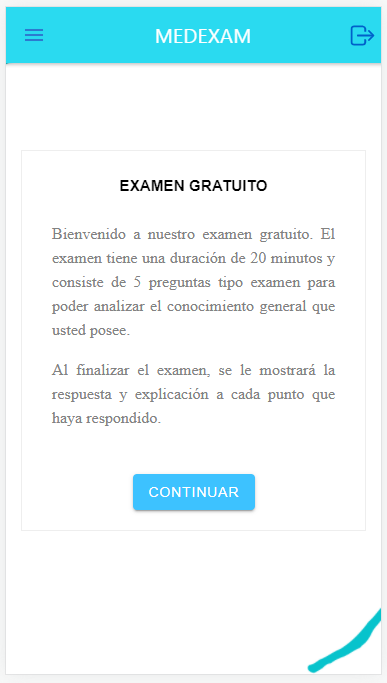 MEDEXAM
EXAMEN GRATUITO
Bienvenido a nuestro examen gratuito. El
examen tiene una duración de 20 minutos y
consiste de 5 preguntas tipo examen para
poder analizar el conocimiento general que
usted posee.
Al finalizar el examen, se le mostrará la
respuesta y explicación a cada punto que
haya respondido.
CONTINUAR